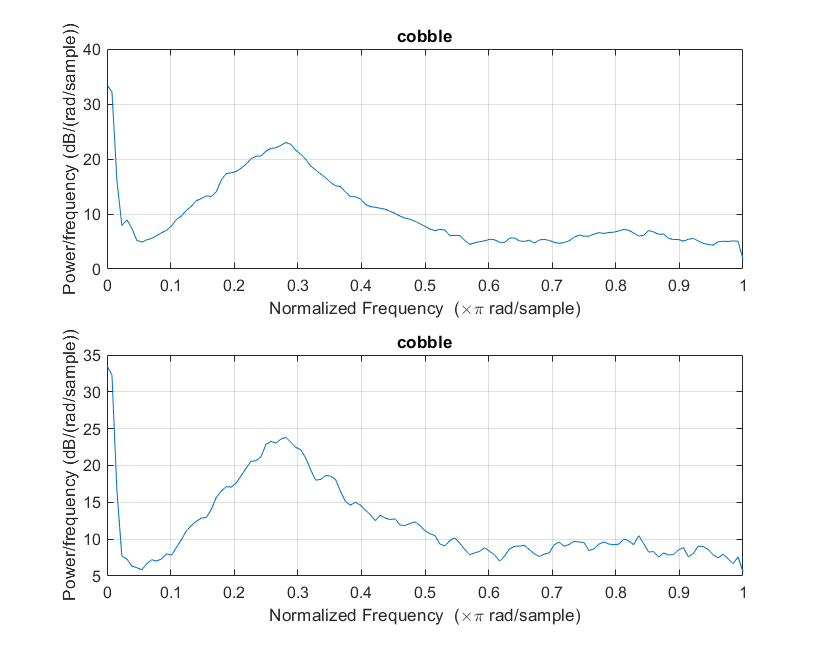 cobble
Power/frequency (dB/(rad/sample))
40
30
20
10
0
0 0.1 0.2 0.3 0.4 0.5 0.6 0.7 0.8 0.9 1
Normalized Frequency (×π rad/sample)
cobble
Power/frequency (dB/(rad/sample))
35
30
25
20
15
10
5
0 0.1 0.2 0.3 0.4 0.5 0.6 0.7 0.8 0.9 1
Normalized Frequency (×π rad/sample)